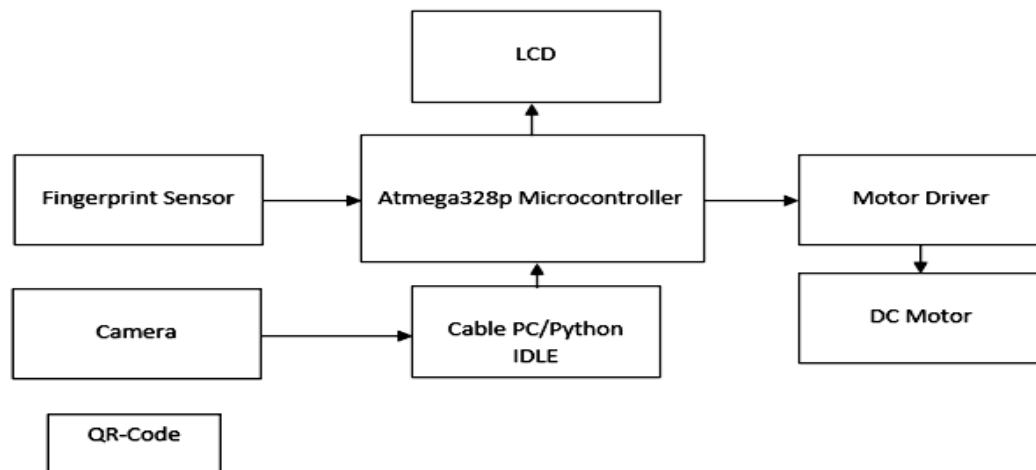 LCD
Fingerprint Sensor
Atmega328p Microcontroller
Motor Driver
Camera
Cable PC/Python
IDLE
DC Motor
QR-Code